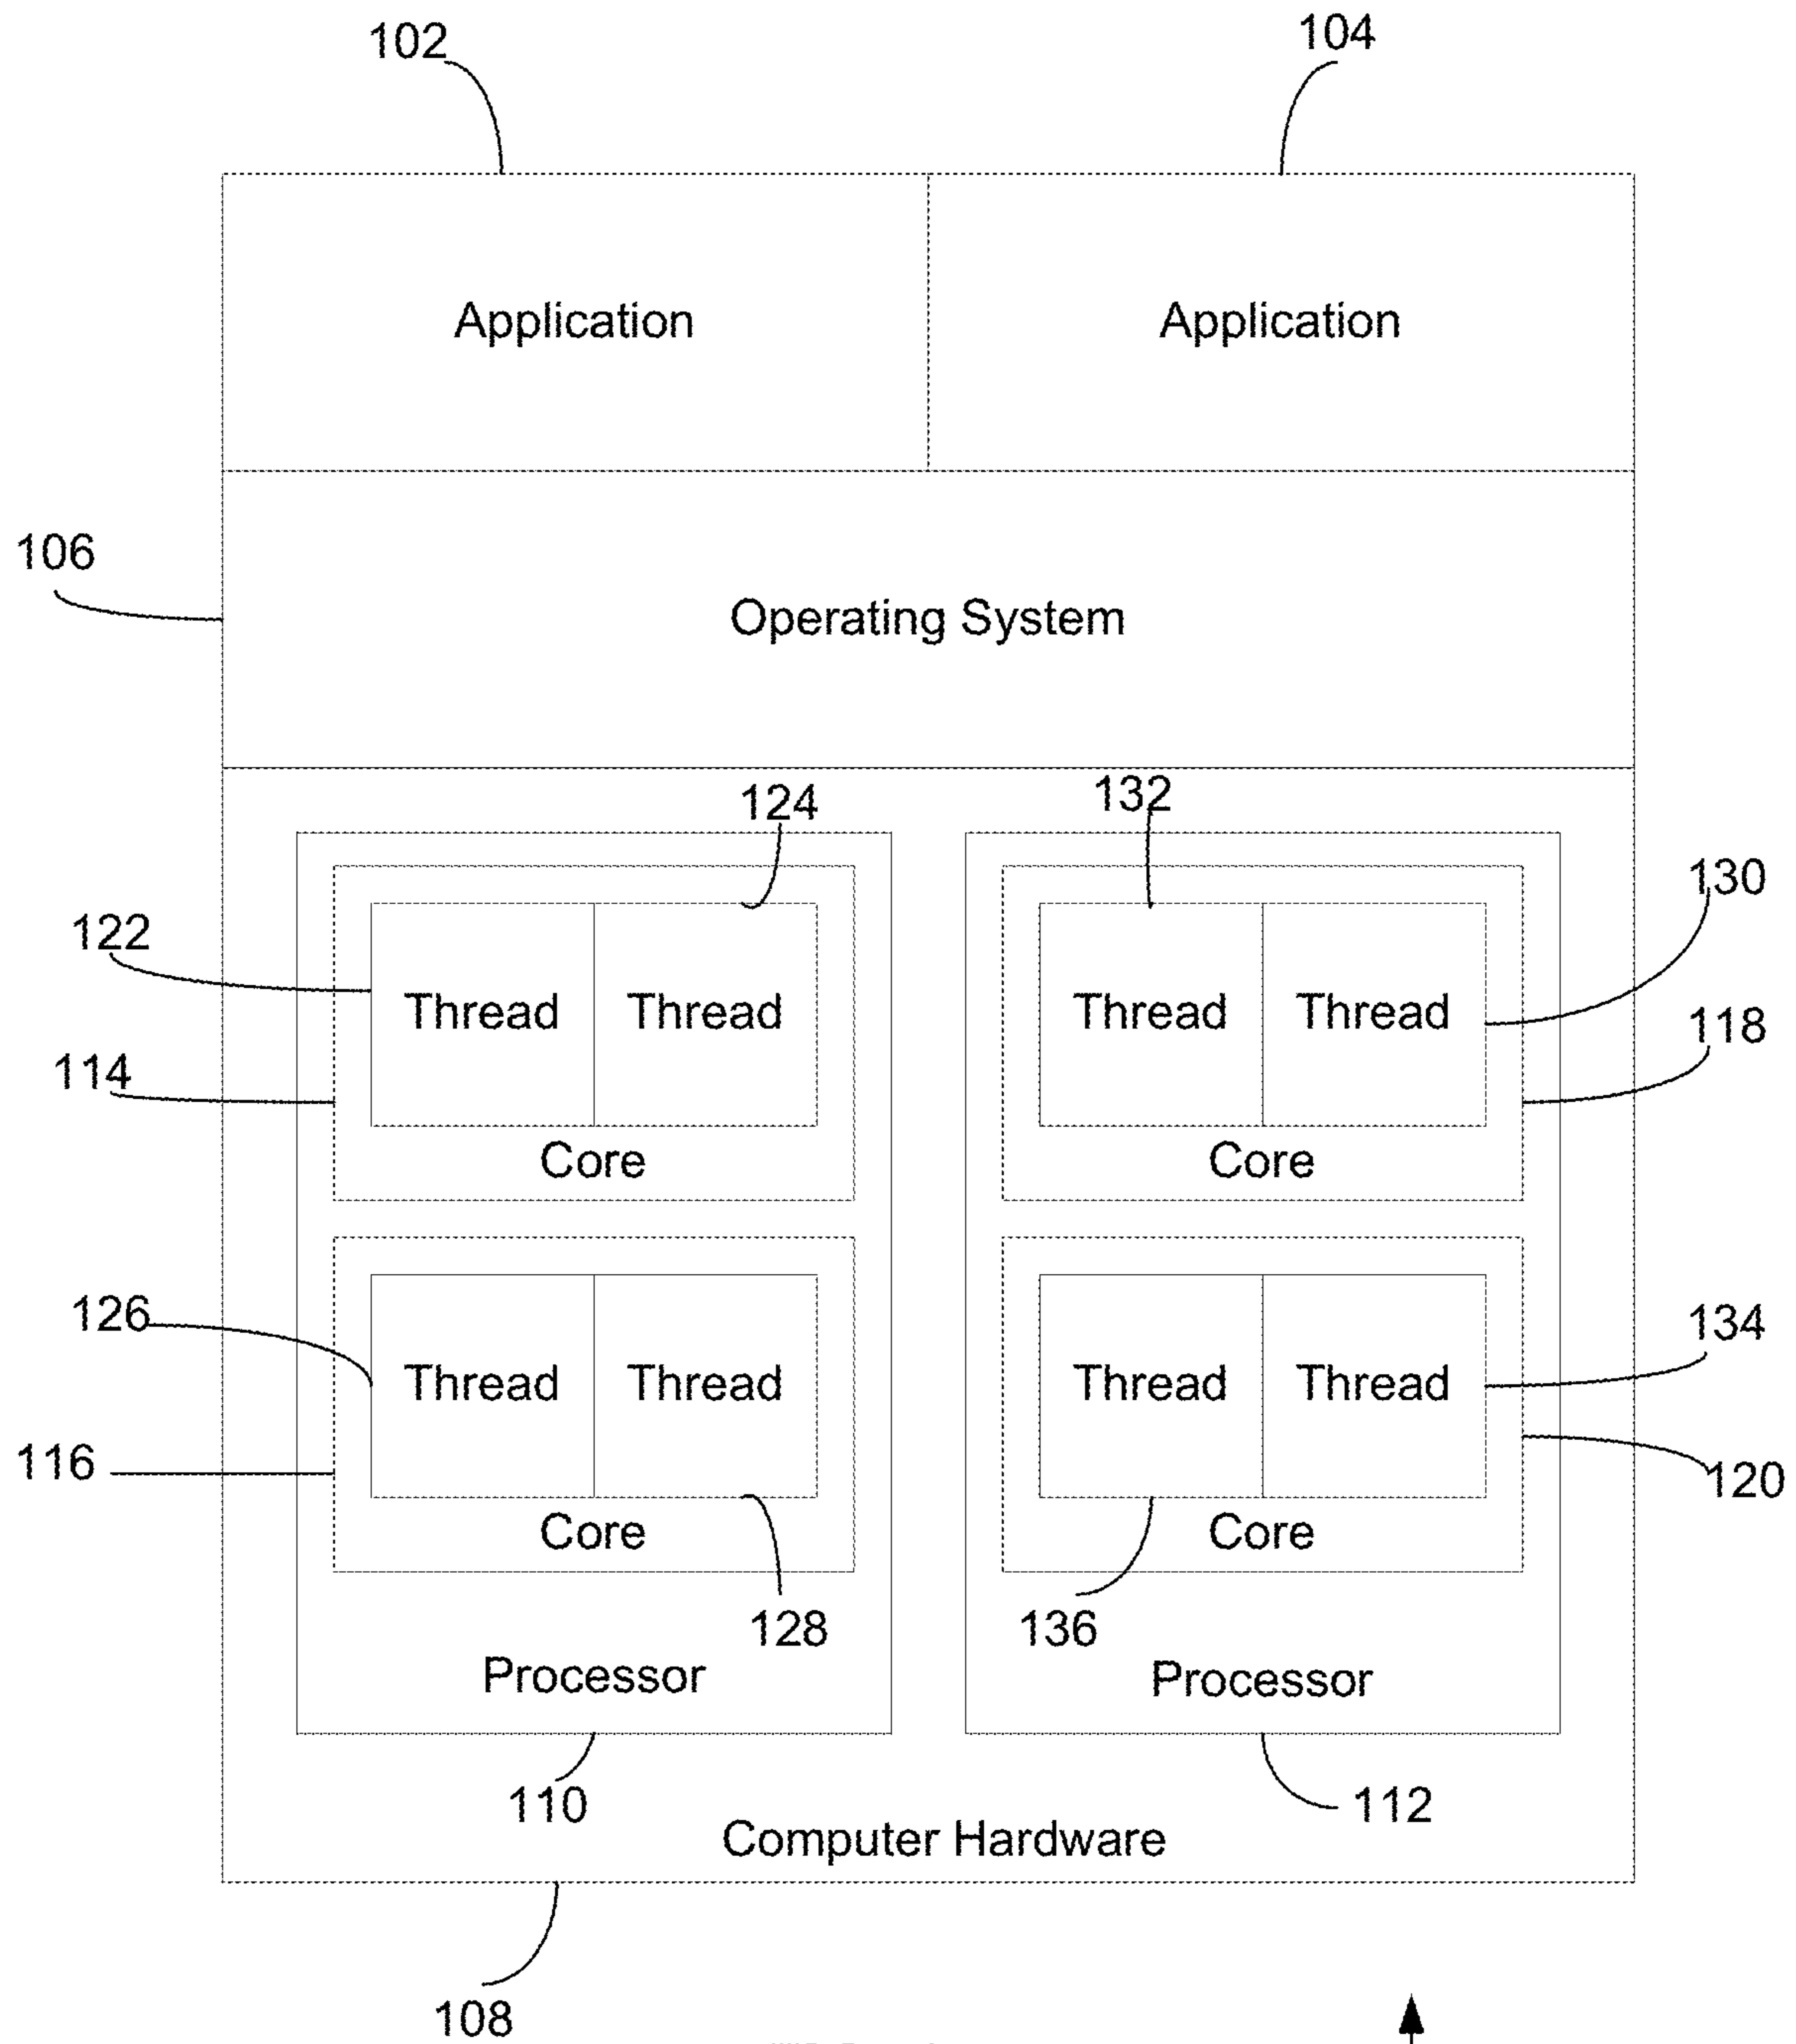 102
104
Application
Application
106
Operating System
124
132
130
122
Thread
Thread
Thread
Thread
118
114
Core
Core
126
Thread
Thread
Thread
Thread
134
116
120
Core
Core
128
136
Processor
Processor
110
112
Computer Hardware
108